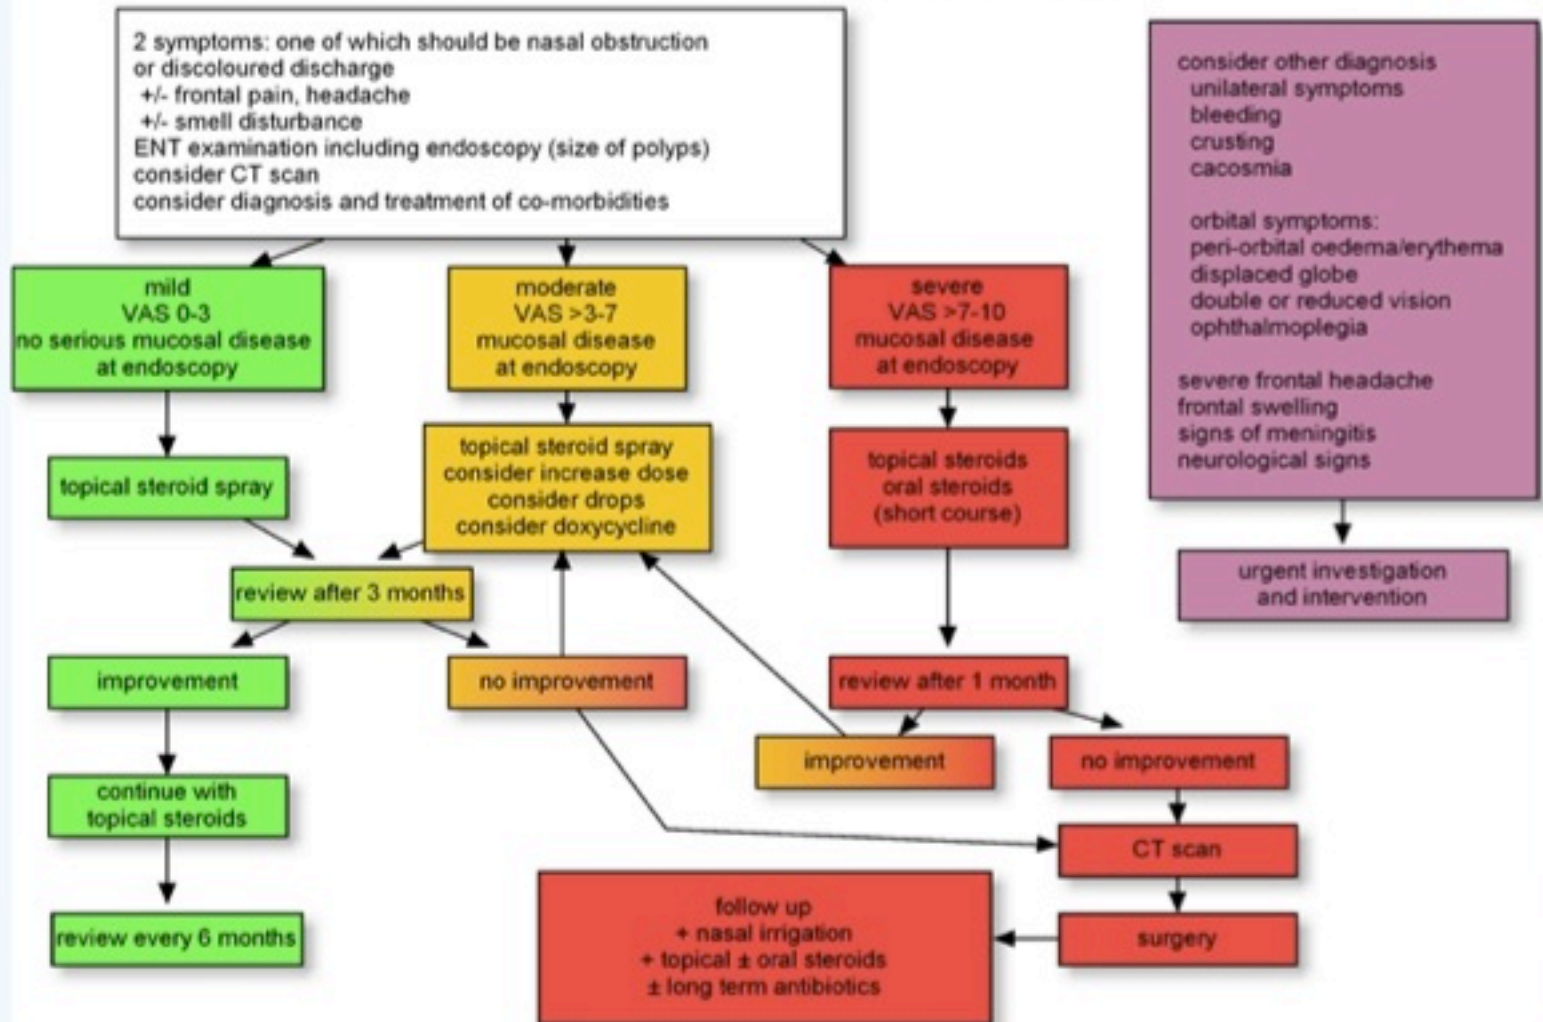 2 symptoms: one of which should be nasal obstruction
or discoloured discharge
+/- frontal pain, headache
+/- smell disturbance
ENT examination including endoscopy (size of polyps)
consider CT scan
consider diagnosis and treatment of co-morbidities
consider other diagnosis
unilateral symptoms
bleeding
crusting
cacosmia
orbital symptoms:
peri-orbital oedema/erythema
displaced globe
double or reduced vision
ophthalmoplegia
severe frontal headache
frontal swelling
signs of meningitis
neurological signs
urgent investigation
and intervention
mild
VAS 0-3
no serious mucosal disease
at endoscopy
moderate
VAS >3-7
mucosal disease
at endoscopy
severe
VAS >7-10
mucosal disease
at endoscopy
topical steroid spray
topical steroid spray
consider increase dose
consider drops
consider doxycycline
topical steroids
oral steroids
(short course)
review after 3 months
improvement
no improvement
review after 1 month
improvement
no improvement
continue with
topical steroids
CT scan
review every 6 months
follow up
+ nasal irrigation
+ topical ± oral steroids
± long term antibiotics
surgery